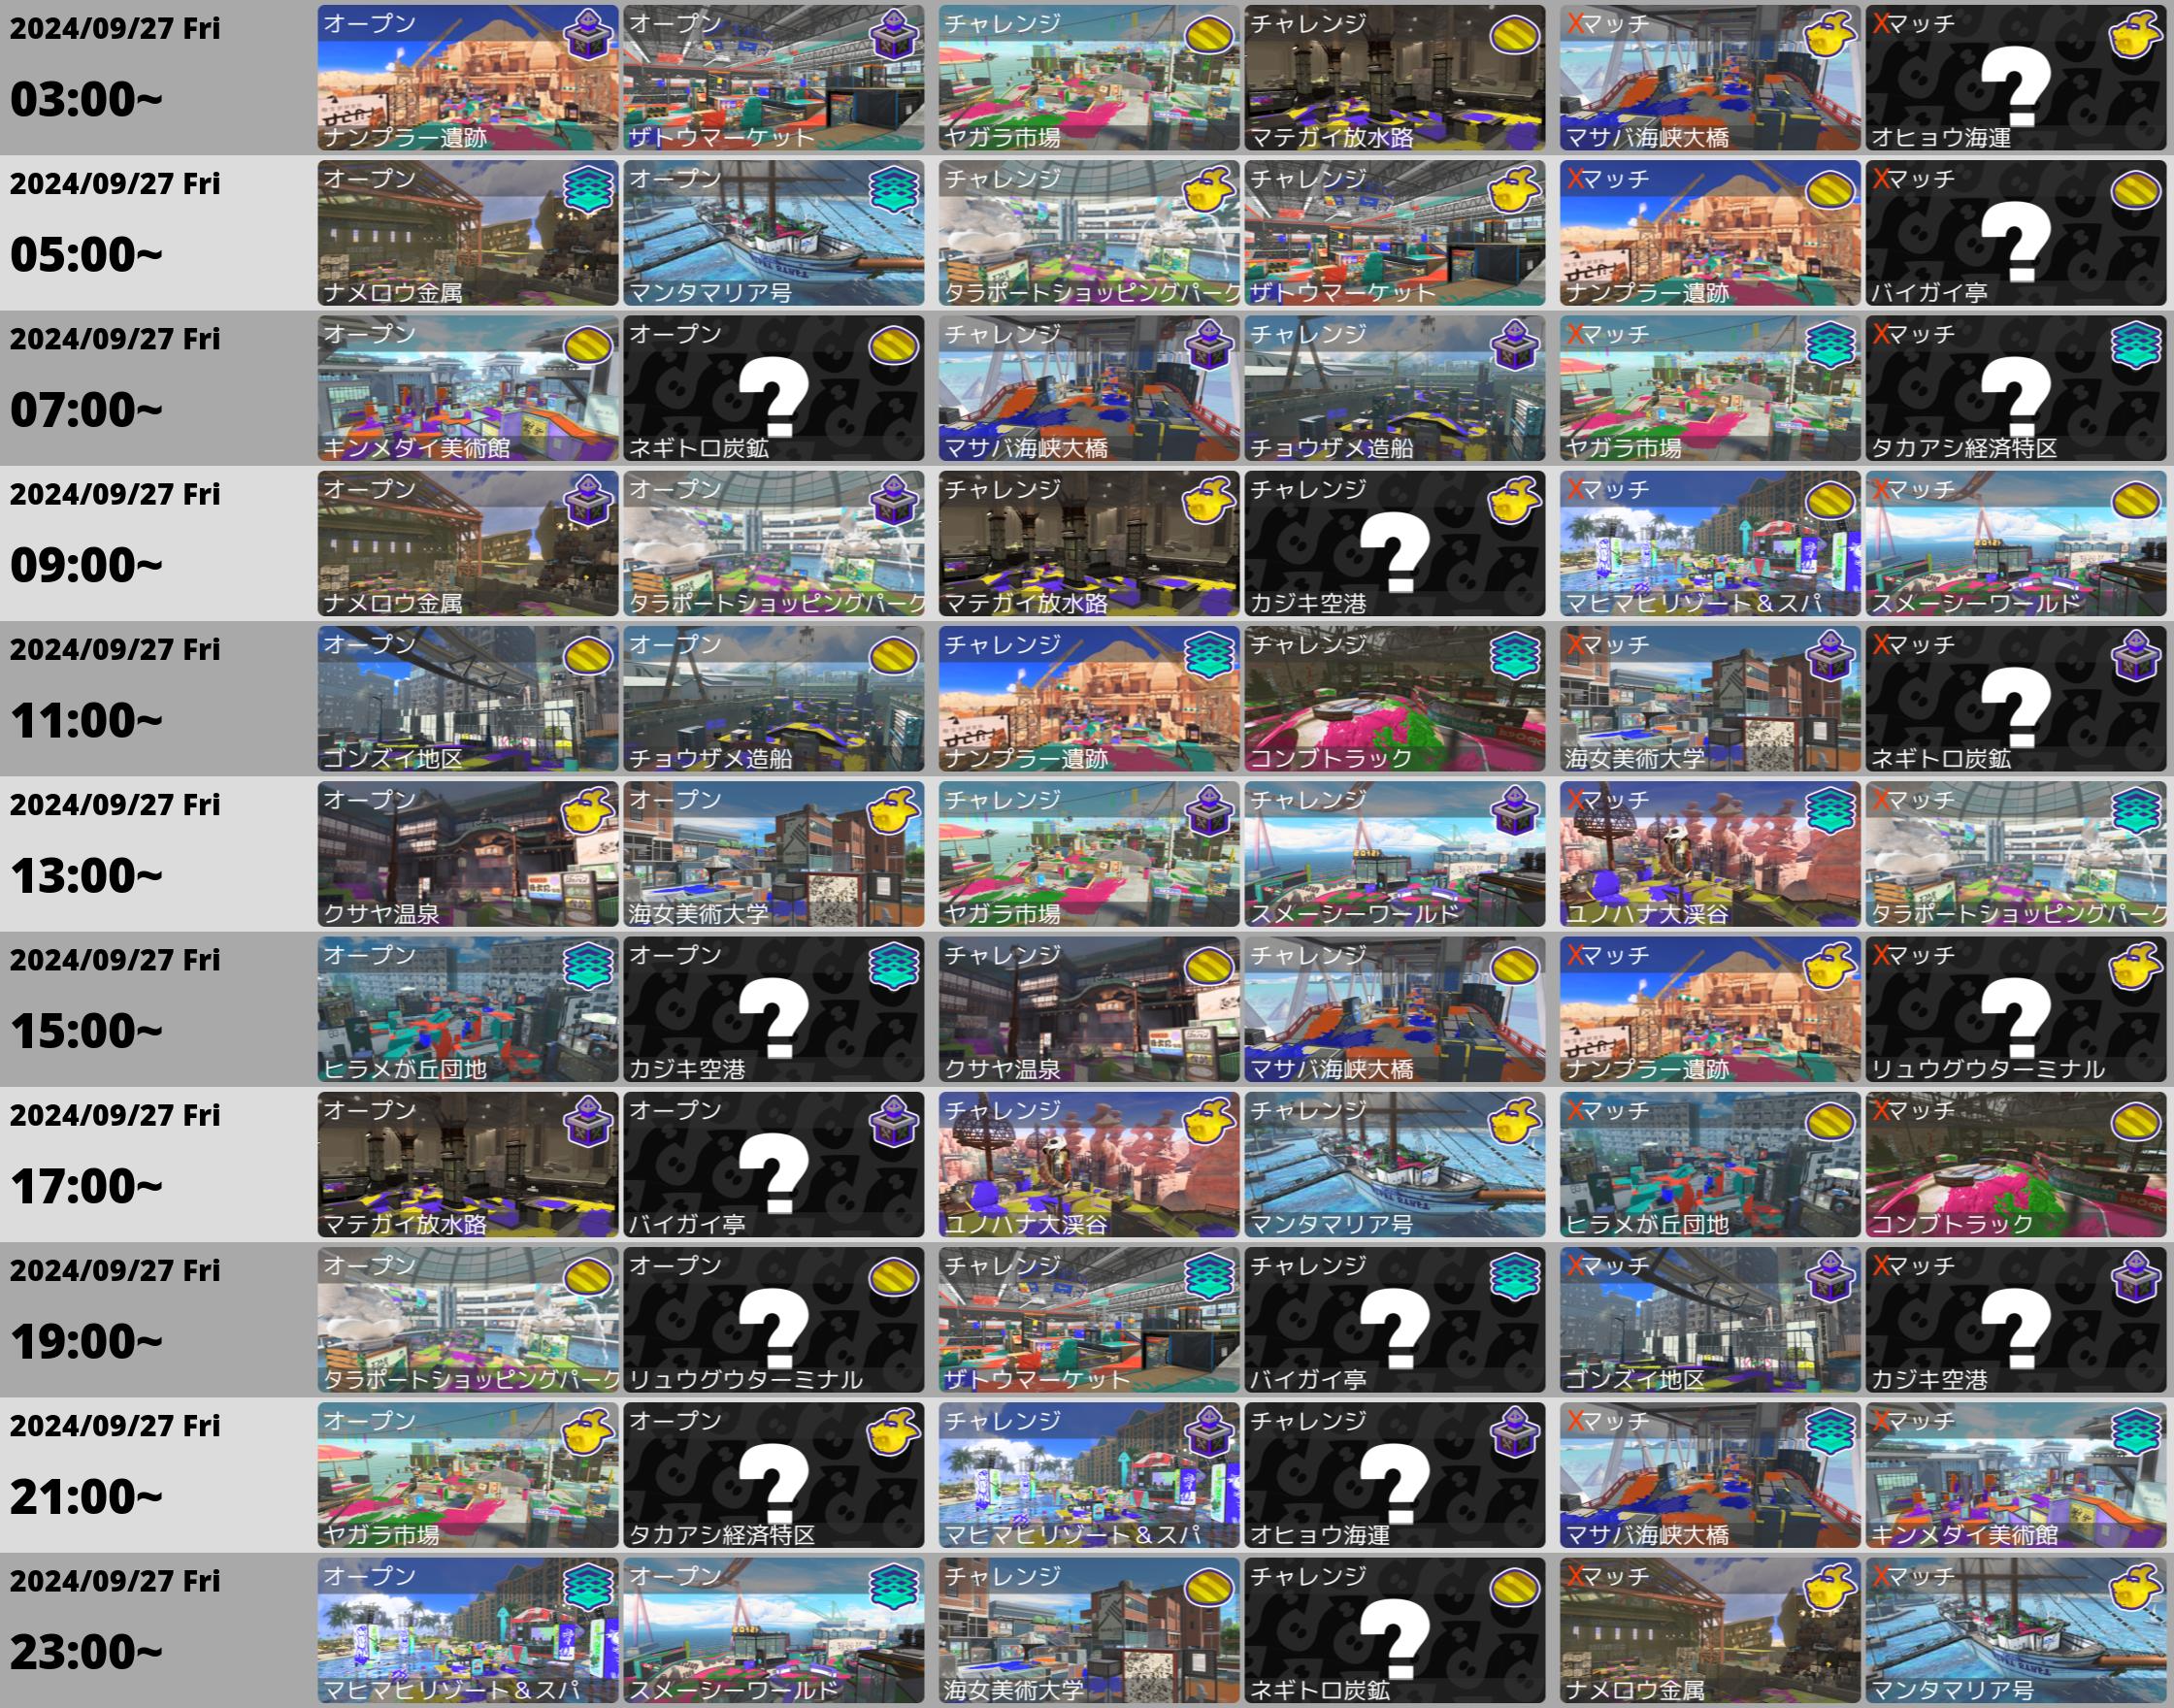 2024/09/27 Fri
03:00~
オープン
ナンプラー遺跡
オープン
ザトウマーケット
チャレンジ
ヤガラ市場
チャレンジ
マテガイ放水路
Xマッチ
マサバ海峡大橋
Xマッチ
?
オヒョウ海運
2024/09/27 Fri
05:00~
オープン
ナメロウ金属
オープン
マンタマリア号
チャレンジ
タラポートショッピングパーク
チャレンジ
ザトウマーケット
Xマッチ
ナンプラー遺跡
Xマッチ
?
バイガイ亭
2024/09/27 Fri
07:00~
オープン
キンメダイ美術館
オープン
?
ネギトロ炭鉱
チャレンジ
マサバ海峡大橋
チャレンジ
チョウザメ造船
Xマッチ
ヤガラ市場
Xマッチ
?
タカアシ経済特区
2024/09/27 Fri
09:00~
オープン
ナメロウ金属
オープン
タラポートショッピングパーク
チャレンジ
マテガイ放水路
チャレンジ
?
カジキ空港
Xマッチ
マヒマヒリゾート&スパ
Xマッチ
スメーシーワールド
2024/09/27 Fri
11:00~
オープン
ゴンズイ地区
オープン
チョウザメ造船
チャレンジ
ナンプラー遺跡
チャレンジ
コンブトラック
Xマッチ
海女美術大学
Xマッチ
?
ネギトロ炭鉱
2024/09/27 Fri
13:00~
オープン
クサヤ温泉
オープン
海女美術大学
チャレンジ
ヤガラ市場
チャレンジ
スメーシーワールド
Xマッチ
ユノハナ大渓谷
Xマッチ
タラポートショッピングパーク
2024/09/27 Fri
15:00~
オープン
ヒラメが丘団地
オープン
?
カジキ空港
チャレンジ
クサヤ温泉
チャレンジ
マサバ海峡大橋
Xマッチ
ナンプラー遺跡
Xマッチ
?
リュウグウターミナル
2024/09/27 Fri
17:00~
オープン
マテガイ放水路
オープン
?
バイガイ亭
チャレンジ
ユノハナ大渓谷
チャレンジ
マンタマリア号
Xマッチ
ヒラメが丘団地
Xマッチ
コンブトラック
2024/09/27 Fri
19:00~
オープン
タラポートショッピングパーク
オープン
?
リュウグウターミナル
チャレンジ
ザトウマーケット
チャレンジ
?
バイガイ亭
Xマッチ
ゴンズイ地区
Xマッチ
?
カジキ空港
2024/09/27 Fri
21:00~
オープン
ヤガラ市場
オープン
?
タカアシ経済特区
チャレンジ
マヒマヒリゾート&スパ
チャレンジ
?
オヒョウ海運
Xマッチ
マサバ海峡大橋
Xマッチ
キンメダイ美術館
2024/09/27 Fri
23:00~
オープン
マヒマヒリゾート&スパ
オープン
スメーシーワールド
チャレンジ
海女美術大学
チャレンジ
?
ネギトロ炭鉱
Xマッチ
ナメロウ金属
Xマッチ
マンタマリア号